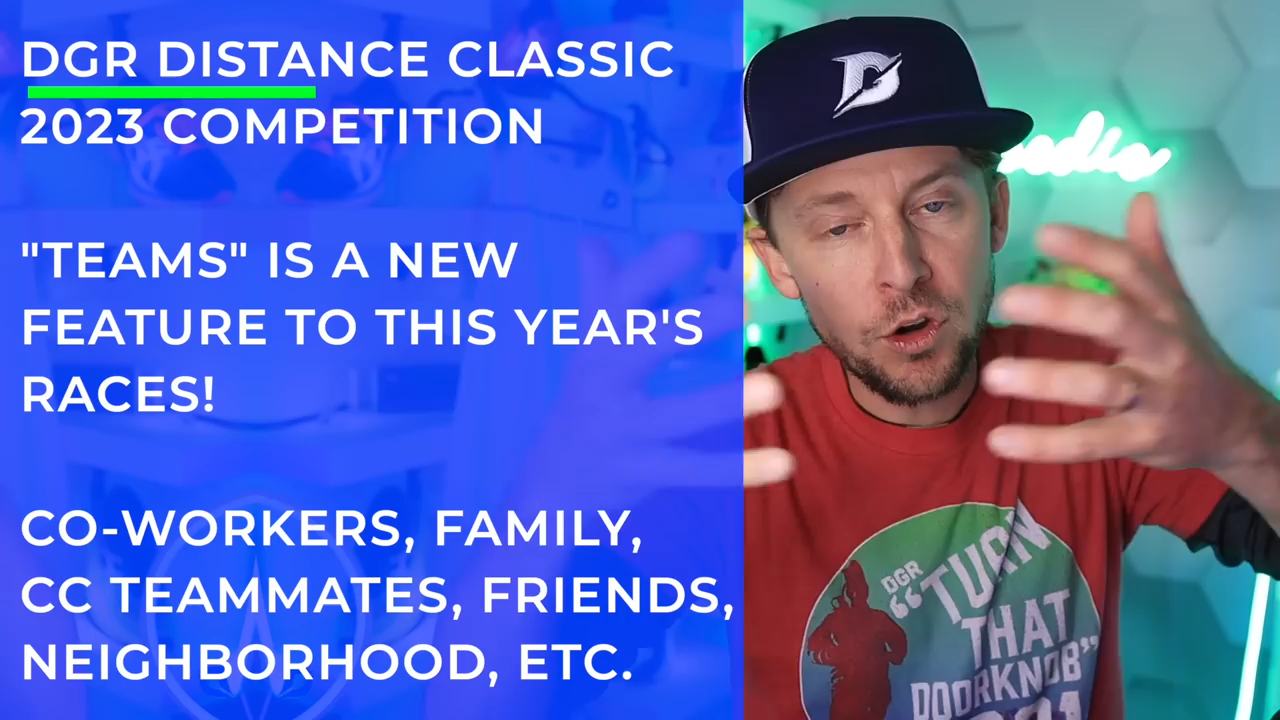 DGR DISTANCE CLASSIC
2023 COMPETITION
"TEAMS" IS A NEW
FEATURE TO THIS YEAR'S
RACES!
CO-WORKERS, FAMILY,
CC TEAMMATES, FRIENDS,
NEIGHBORHOOD, ETC.
D
DGR
"TURN
THAT
DOORKNOB"